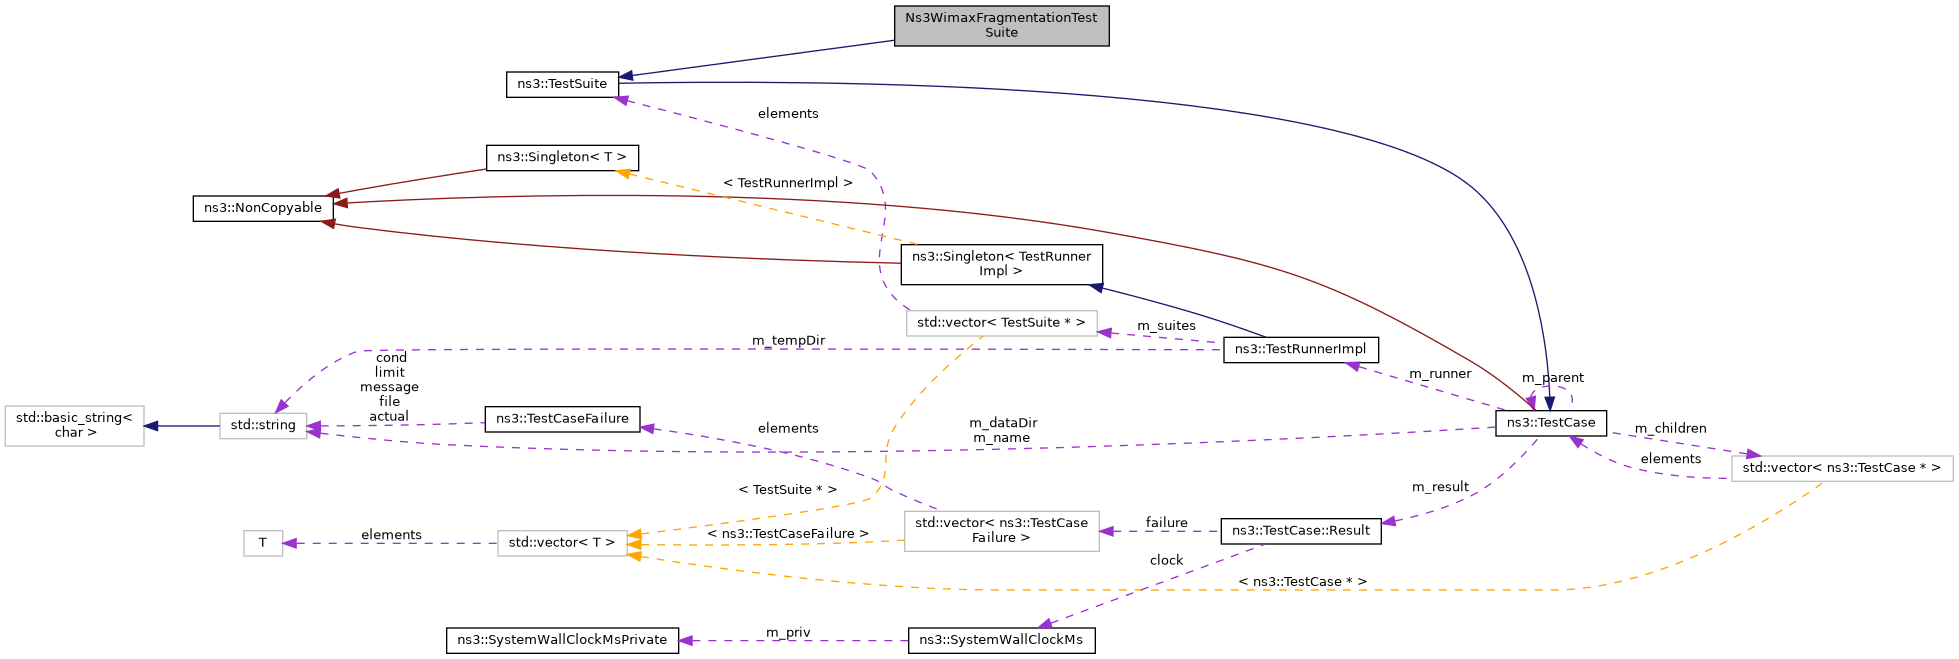 Ns3WimaxFragmentationTest
Suite
ns3::TestSuite
elements
ns3::Singleton< T >
< TestRunnerImpl >
ns3::NonCopyable
ns3::Singleton< TestRunner
Impl >
std::vector< TestSuite * >
m_suites
m_tempDir
ns3::TestRunnerImpl
cond
limit
message
file
actual
m_runner
m_parent
std::basic_string<
char >
std::string
ns3::TestCaseFailure
elements
m_dataDir
m_name
ns3::TestCase
m_children
elements
std::vector< ns3::TestCase * >
< TestSuite * >
m_result
T
elements
std::vector< T >
< ns3::TestCaseFailure >
std::vector< ns3::TestCase
Failure >
failure
ns3::TestCase::Result
clock
< ns3::TestCase * >
ns3::SystemWallClockMsPrivate
m_priv
ns3::SystemWallClockMs